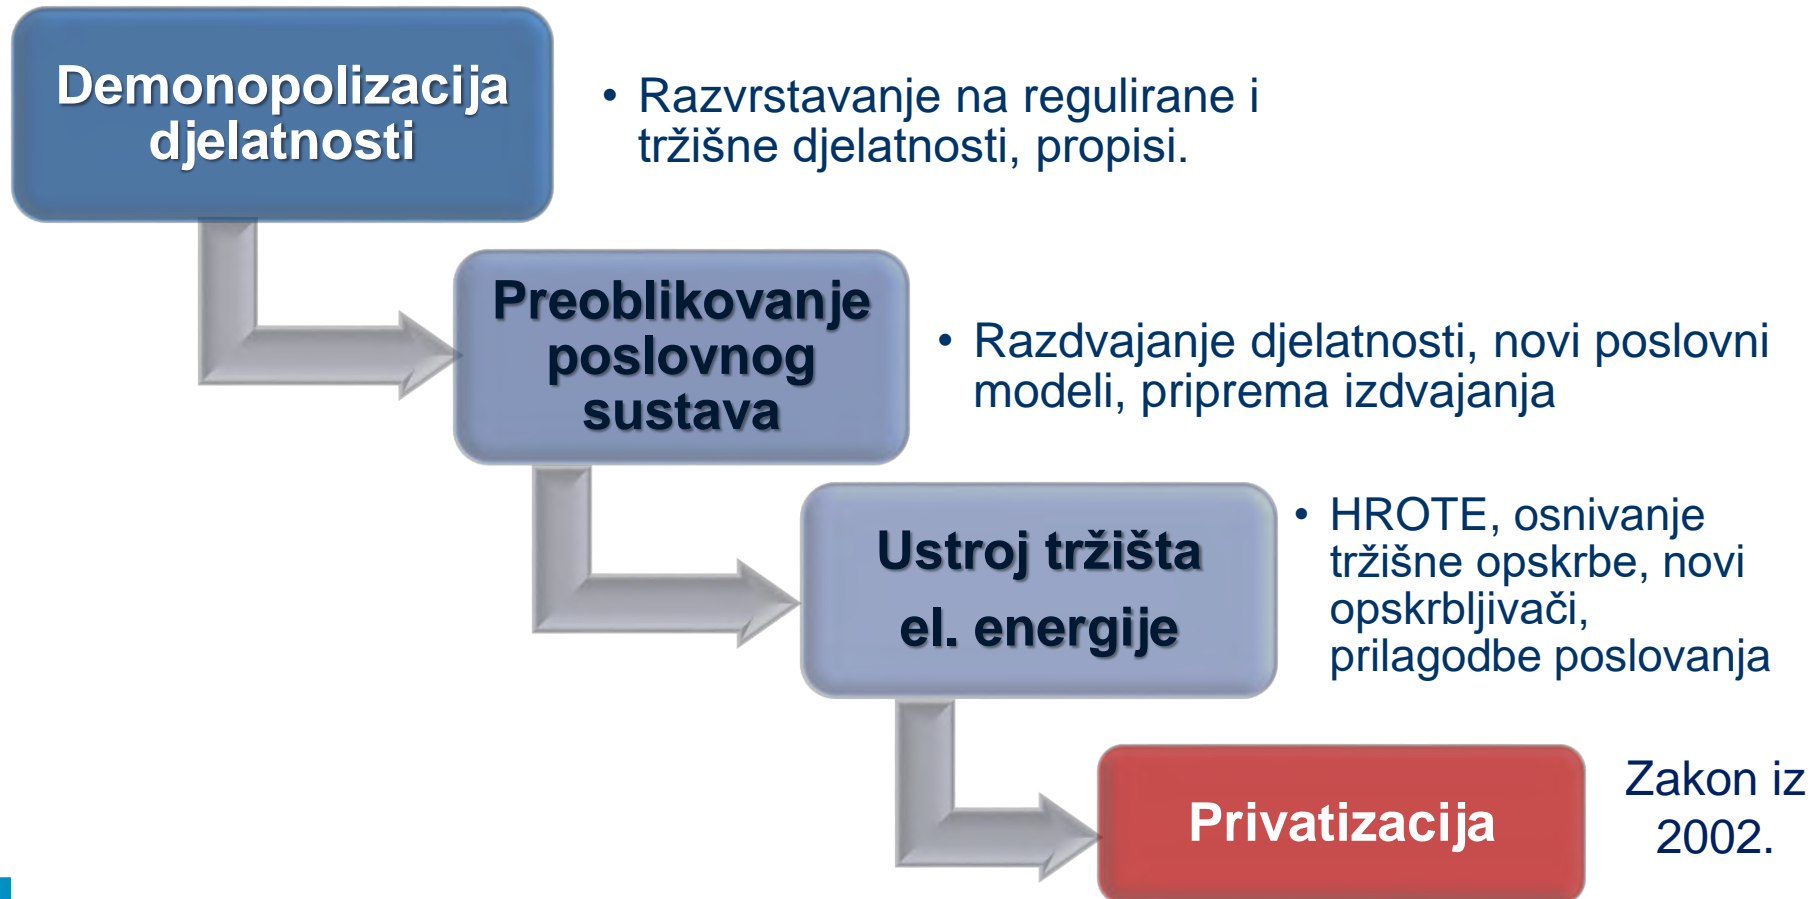 Demonopolizacija
djelatnosti
• Razvrstavanje na regulirane i
tržišne djelatnosti, propisi.
Preoblikovanje
poslovnog
sustava
• Razdvajanje djelatnosti, novi poslovni
modeli, priprema izdvajanja
Ustroj tržišta
el. energije
• HROTE, osnivanje
tržišne opskrbe, novi
opskrbljivači,
prilagodbe poslovanja
Privatizacija
Zakon iz
2002.